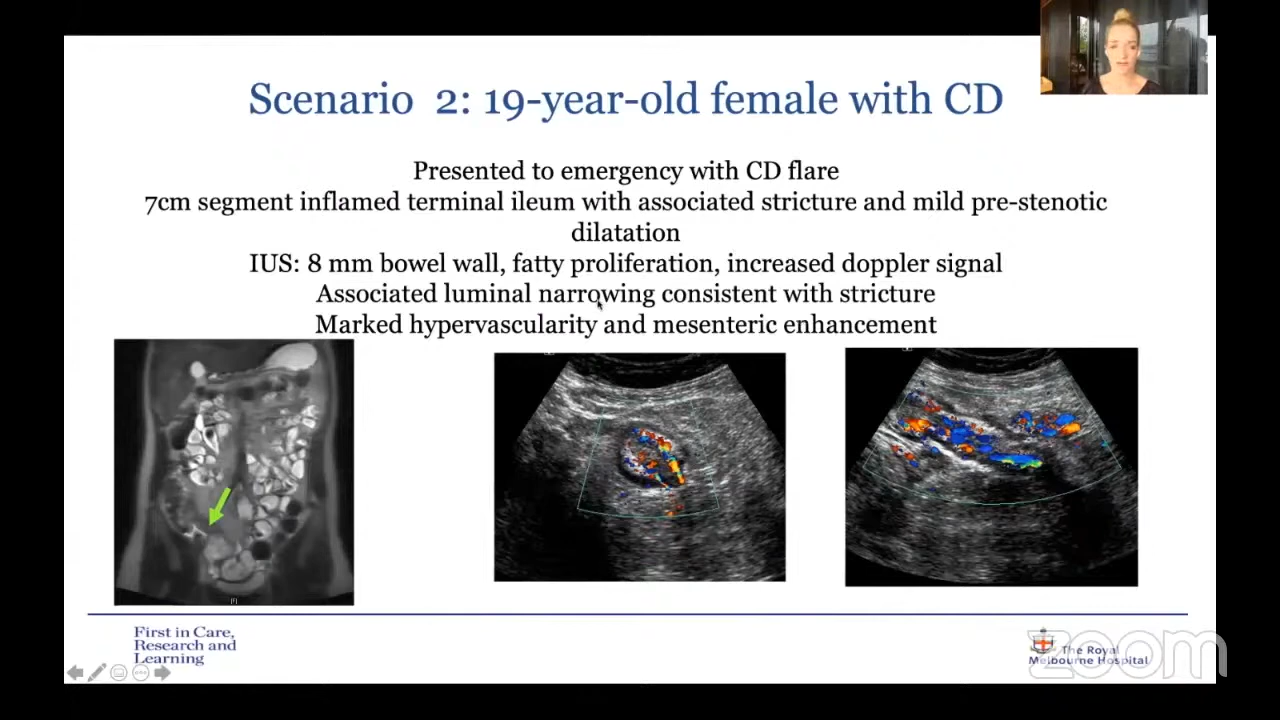 Scenario 2: 19-year-old female with CD
Presented to emergency with CD flare
7cm segment inflamed terminal ileum with associated stricture and mild pre-stenotic
dilatation
IUS: 8 mm bowel wall, fatty proliferation, increased doppler signal
Associated luminal narrowing consistent with stricture
Marked hypervascularity and mesenteric enhancement
First in Care,
Research and
Learning
The Royal
Melbourne Hospital
zoom